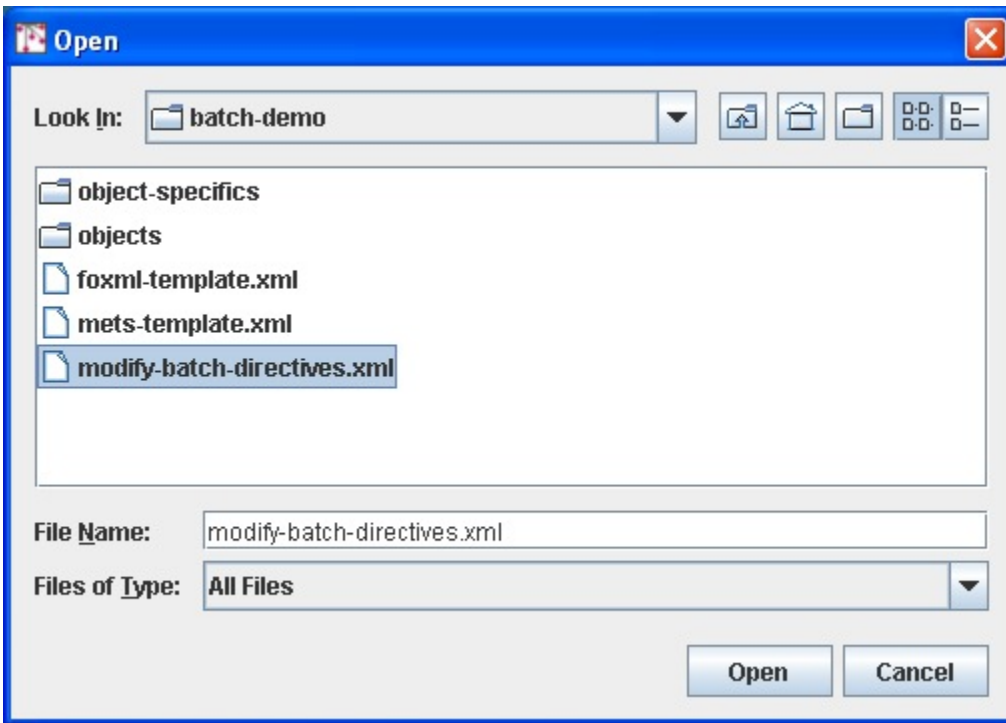 Open
Look In: batch-demo
object-specifics
objects
foxml-template.xml
mets-template.xml
modify-batch-directives.xml
File Name: modify-batch-directives.xml
Files of Type: All Files
Open Cancel